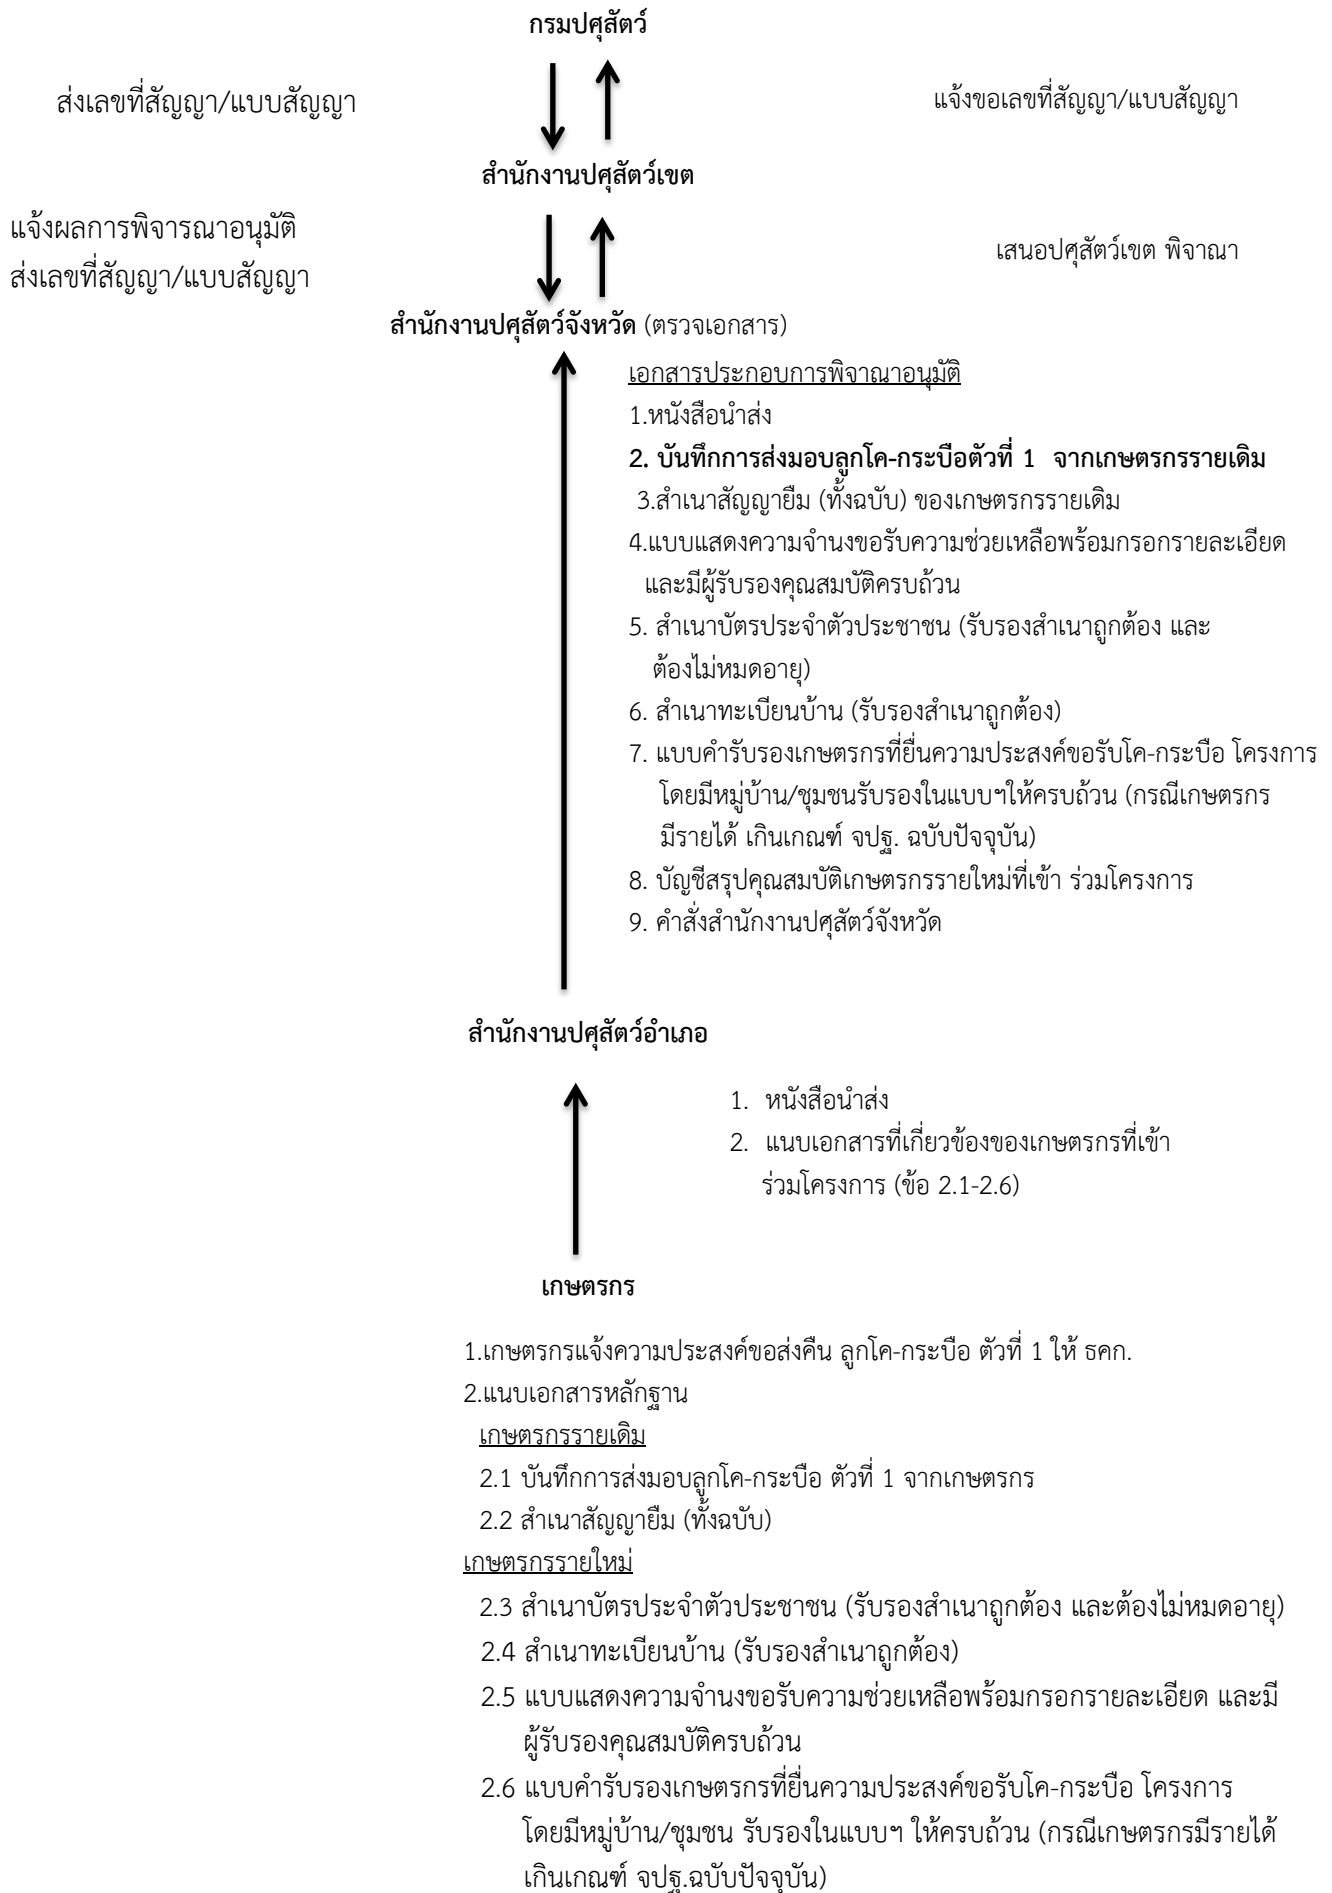 กรมปศุสัตว์
ส่งเลขที่สัญญา/แบบสัญญา
แจ้งขอเลขที่สัญญา/แบบสัญญา
สำนักงานปศุสัตว์เขต
แจ้งผลการพิจารณาอนุมัติ
ส่งเลขที่สัญญา/แบบสัญญา
เสนอปศุสัตว์เขต พิจาณา
สำนักงานปศุสัตว์จังหวัด (ตรวจเอกสาร)
เอกสารประกอบการพิจาณาอนุมัติ
1.หนังสือนำส่ง
2. บันทึกการส่งมอบลูกโค-กระบือตัวที่ 1 จากเกษตรกรรายเดิม
3.สำเนาสัญญายืม (ทั้งฉบับ) ของเกษตรกรรายเดิม
4.แบบแสดงความจำนงขอรับความช่วยเหลือพร้อมกรอกรายละเอียด
และมีผู้รับรองคุณสมบัติครบถ้วน
5. สำเนาบัตรประจำตัวประชาชน (รับรองสำเนาถูกต้อง และ
ต้องไม่หมดอายุ)
6. สำเนาทะเบียนบ้าน (รับรองสำเนาถูกต้อง)
7. แบบคำรับรองเกษตรกรที่ยื่นความประสงค์ขอรับโค-กระบือ โครงการ
โดยมีหมู่บ้าน/ชุมชนรับรองในแบบฯให้ครบถ้วน (กรณีเกษตรกร
มีรายได้ เกินเกณฑ์ จปฐ. ฉบับปัจจุบัน)
8. บัญชีสรุปคุณสมบัติเกษตรกรรายใหม่ที่เข้า ร่วมโครงการ
9. คำสั่งสำนักงานปศุสัตว์จังหวัด
สำนักงานปศุสัตว์อำเภอ
1. หนังสือนำส่ง
2. แนบเอกสารที่เกี่ยวข้องของเกษตรกรที่เข้า
ร่วมโครงการ (ข้อ 2.1-2.6)
เกษตรกร
1.เกษตรกรแจ้งความประสงค์ขอส่งคืน ลูกโค-กระบือ ตัวที่ 1 ให้ ธคก.
2.แนบเอกสารหลักฐาน
เกษตรกรรายเดิม
2.1 บันทึกการส่งมอบลูกโค-กระบือ ตัวที่ 1 จากเกษตรกร
2.2 สำเนาสัญญายืม (ทั้งฉบับ)
เกษตรกรรายใหม่
2.3 สำเนาบัตรประจำตัวประชาชน (รับรองสำเนาถูกต้อง และต้องไม่หมดอายุ)
2.4 สำเนาทะเบียนบ้าน (รับรองสำเนาถูกต้อง)
2.5 แบบแสดงความจำนงขอรับความช่วยเหลือพร้อมกรอกรายละเอียด และมี
ผู้รับรองคุณสมบัติครบถ้วน
2.6 แบบคำรับรองเกษตรกรที่ยื่นความประสงค์ขอรับโค-กระบือ โครงการ
โดยมีหมู่บ้าน/ชุมชน รับรองในแบบฯ ให้ครบถ้วน (กรณีเกษตรกรมีรายได้
เกินเกณฑ์ จปฐ.ฉบับปัจจุบัน)